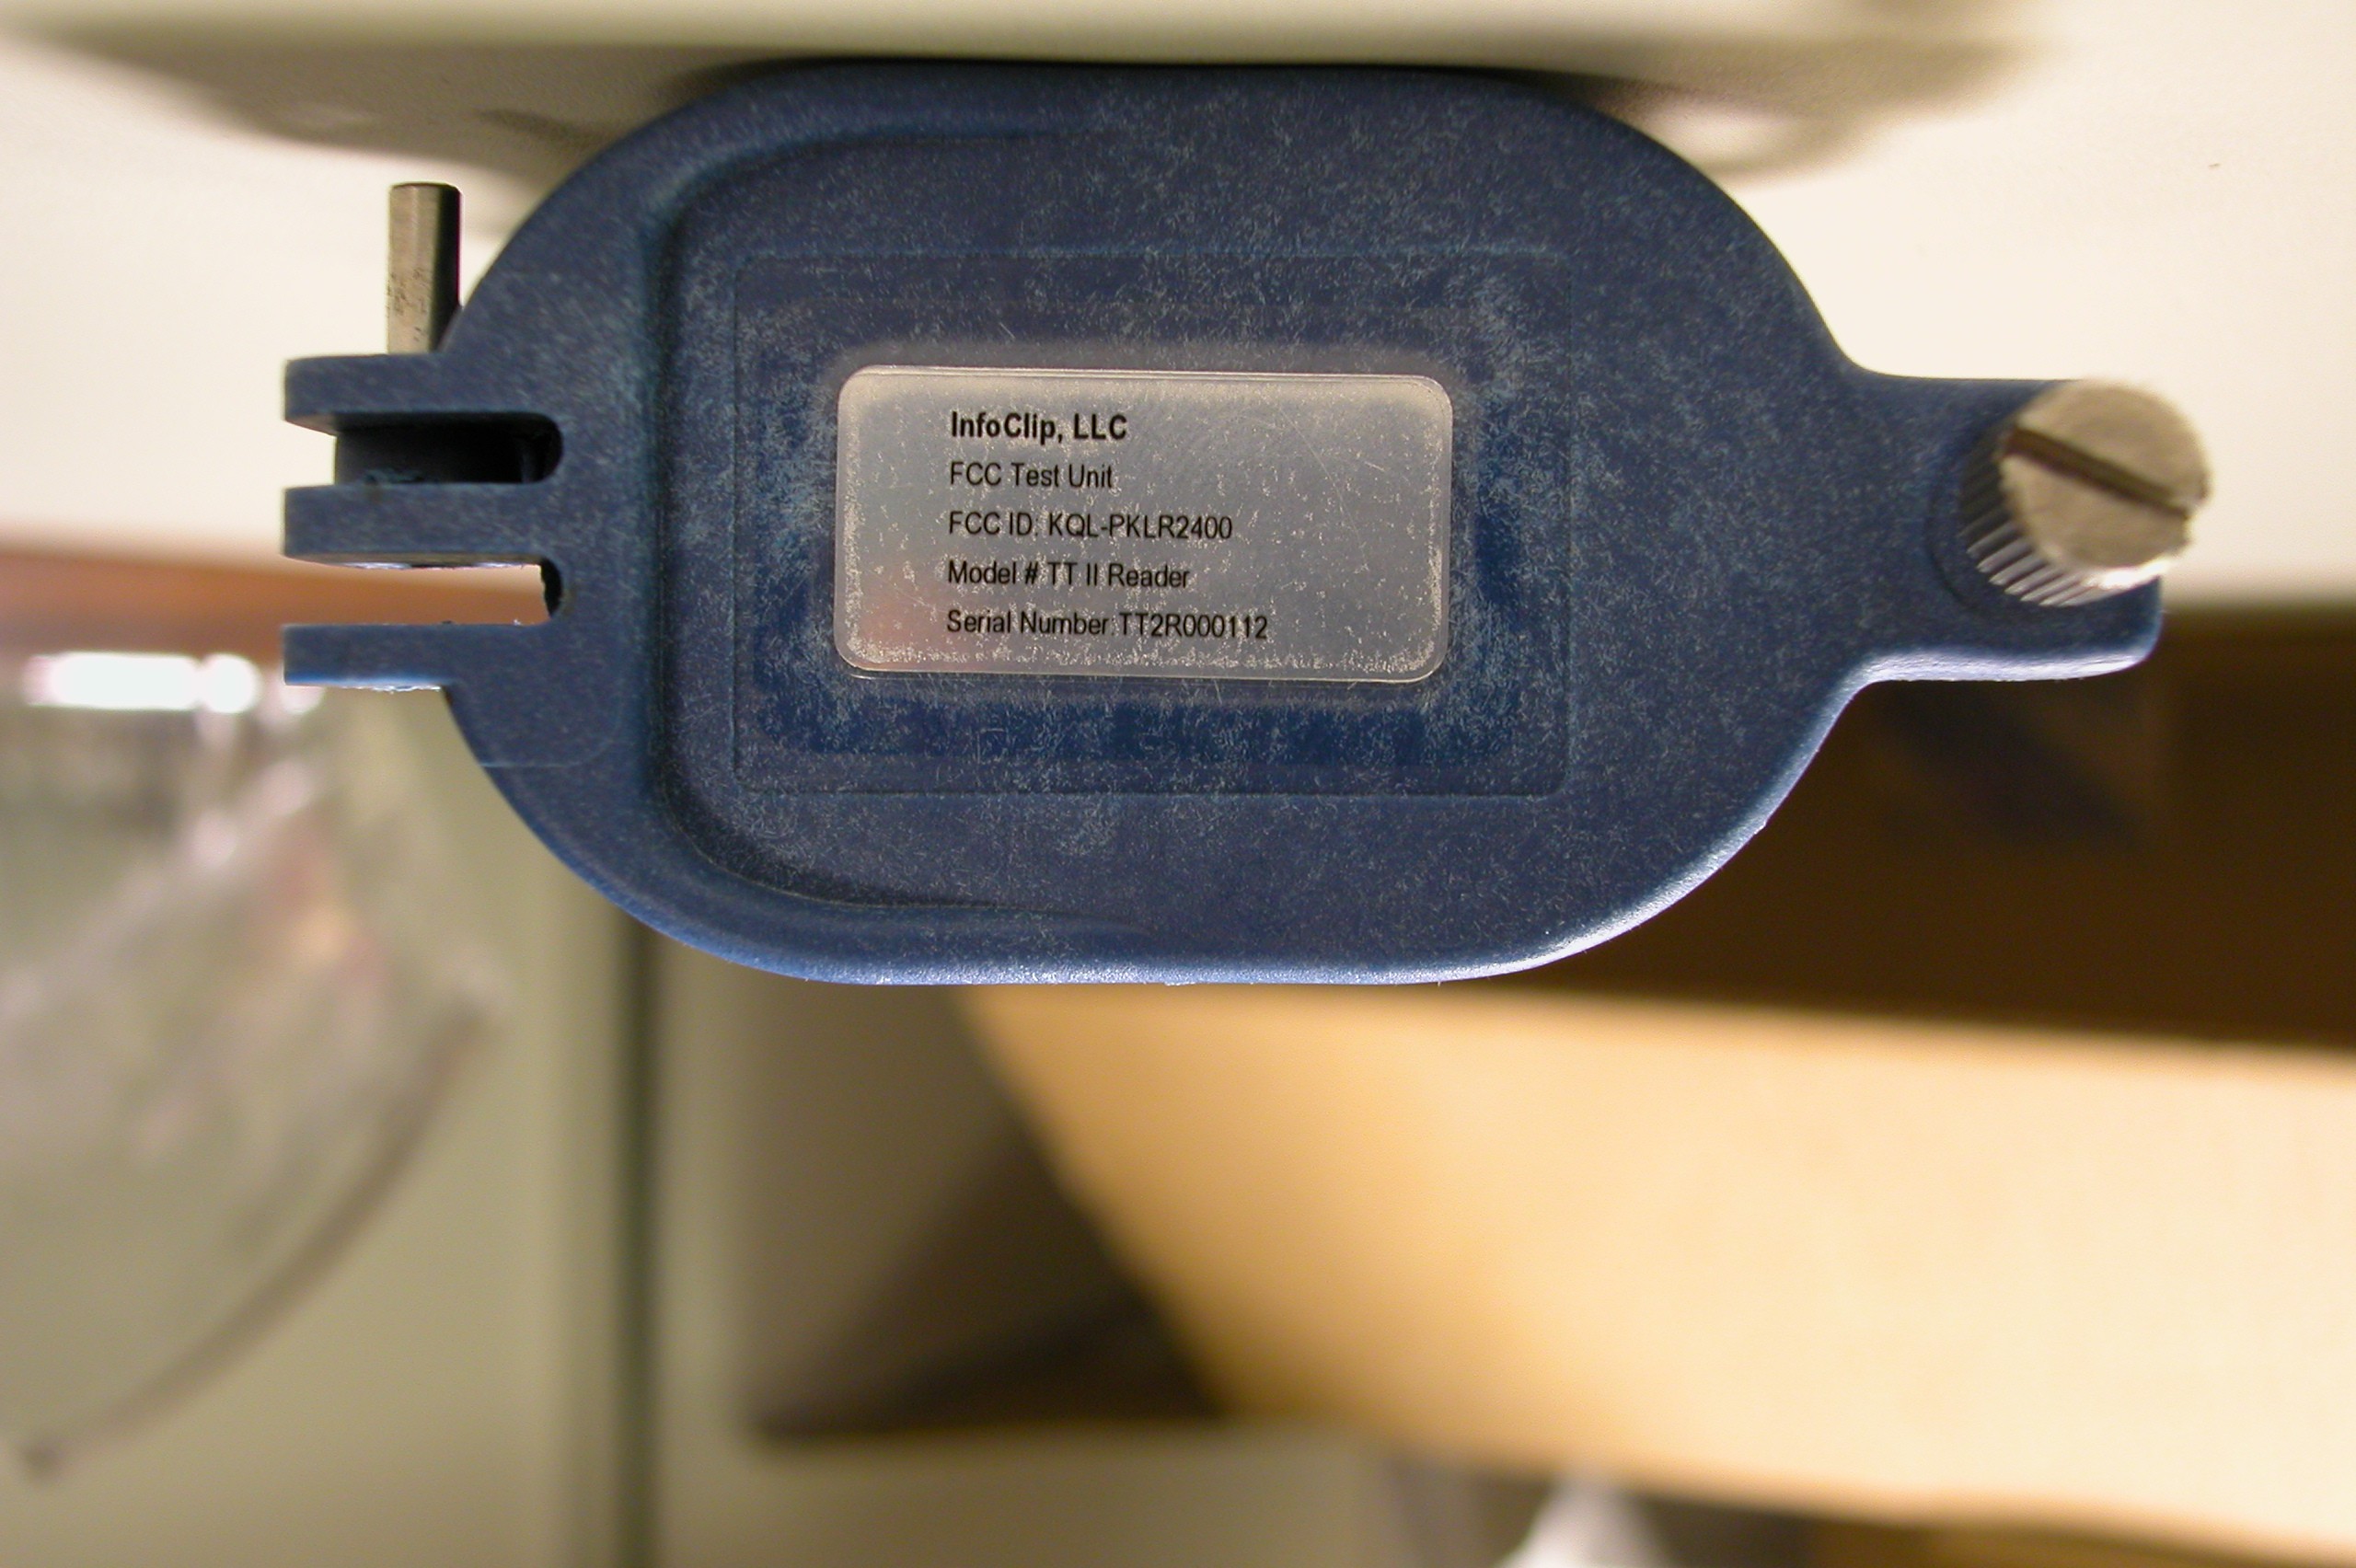 InfoClip, LLC
FCC Test Unit
FCC ID: KQL-PKLR2400
Model # TT II Reader
Serial Number:TT2R000112